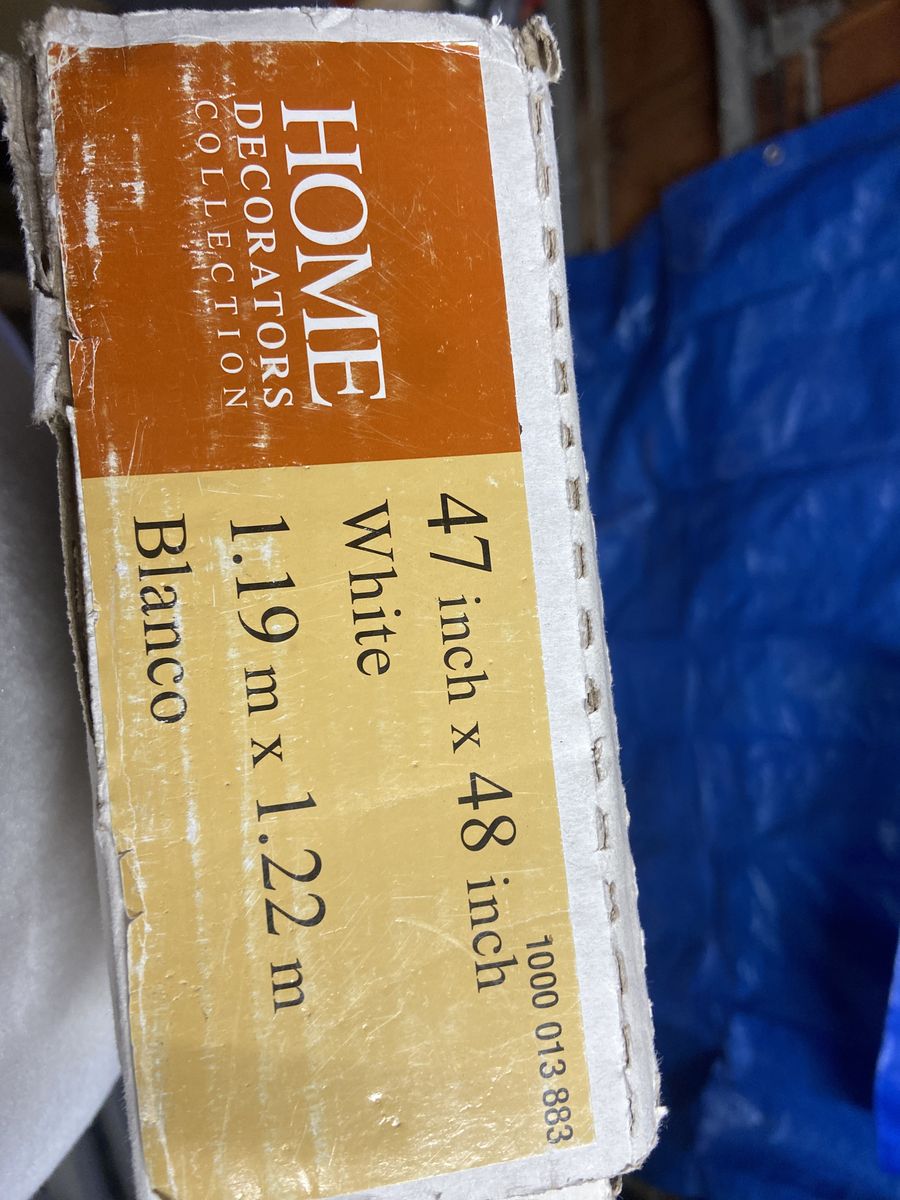 HOME
DECORATORS
COLLECTION
1000 013 883
47 inch x 48 inch
White
1.19 m x 1.22 m
Blanco